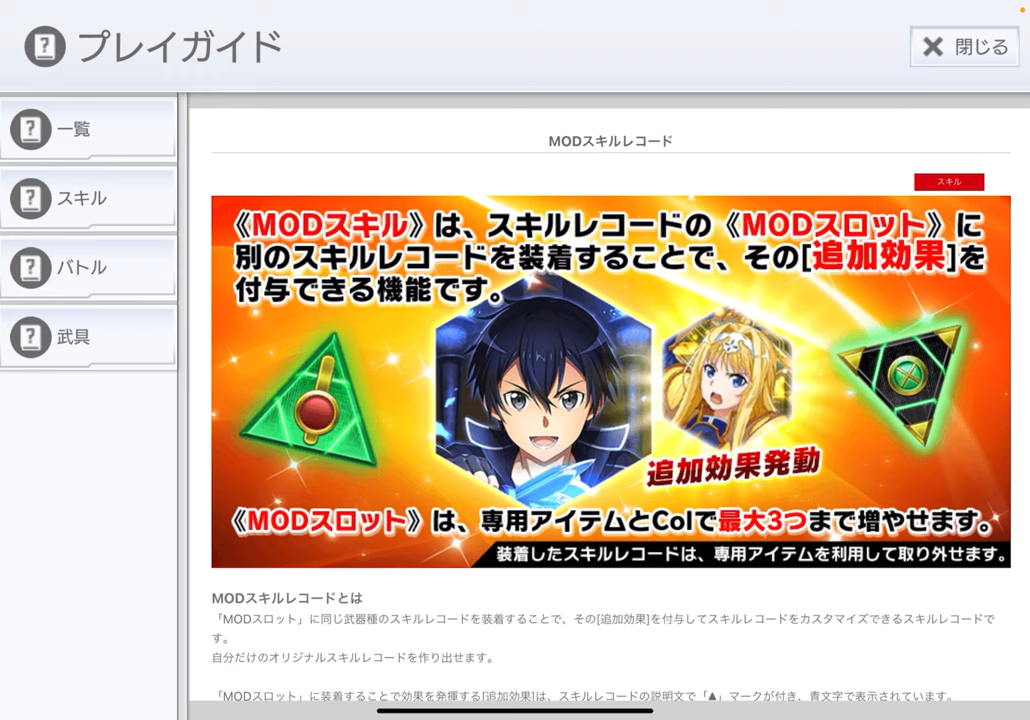 プレイガイド
閉じる
一覧
スキル
バトル
武具
MODスキルレコード
スキル
《MODスキル》は、スキルレコードの《MODスロット》に
別のスキルレコードを装着することで、その[追加効果]を
付与できる機能です。
追加効果発動
《MODスロット》は、専用アイテムとColで最大3つまで増やせます。
装着したスキルレコードは、専用アイテムを利用して取り外せます。
MODスキルレコードとは
「MODスロット」に同じ武器種のスキルレコードを装着することで、その[追加効果]を付与してスキルレコードをカスタマイズできるスキルレコードで
す。
自分だけのオリジナルスキルレコードを作り出せます。
「MODスロット」に装着することで効果を発揮する[追加効果]は、スキルレコードの説明文で「▲」マークが付き、青文字で表示されています。